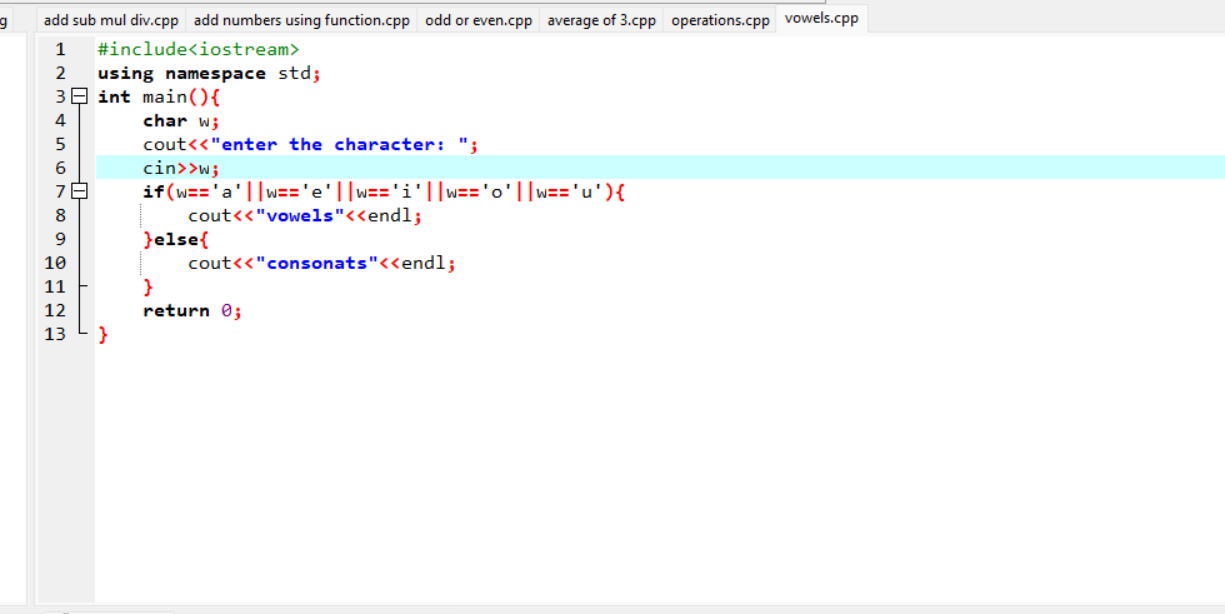 g add sub mul div.cpp add numbers using function.cpp odd or even.cpp average of 3.cpp operations.cpp vowels.cpp
1 #include<iostream>
2 using namespace std;
3 int main(){
4 char w;
5 cout<<"enter the character: ";
6 cin>>w;
7 if(w=='a'||w=='e'||w=='i'||w=='o'||w=='u'){
8 cout<<"vowels"<<endl;
9 }else{
10 cout<<"consonats"<<endl;
11 }
12 return 0;
13 }